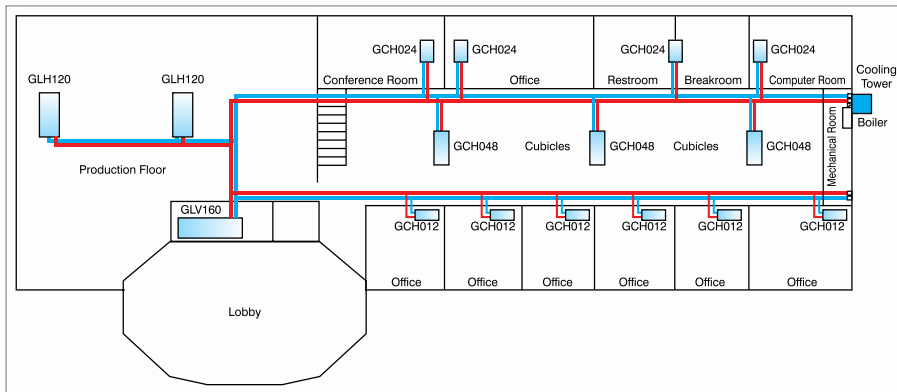 GCH024
GCH024
GCH024
GCH024
Conference Room
Office
Restroom
Breakroom
Computer Room
Cooling
Tower
Boiler
GLH120
GLH120
Mechanical Room
GCH048
Cubicles
GCH048
Cubicles
GCH048
Production Floor
GLV160
GCH012
GCH012
GCH012
GCH012
GCH012
GCH012
Office
Office
Office
Office
Office
Office
Lobby